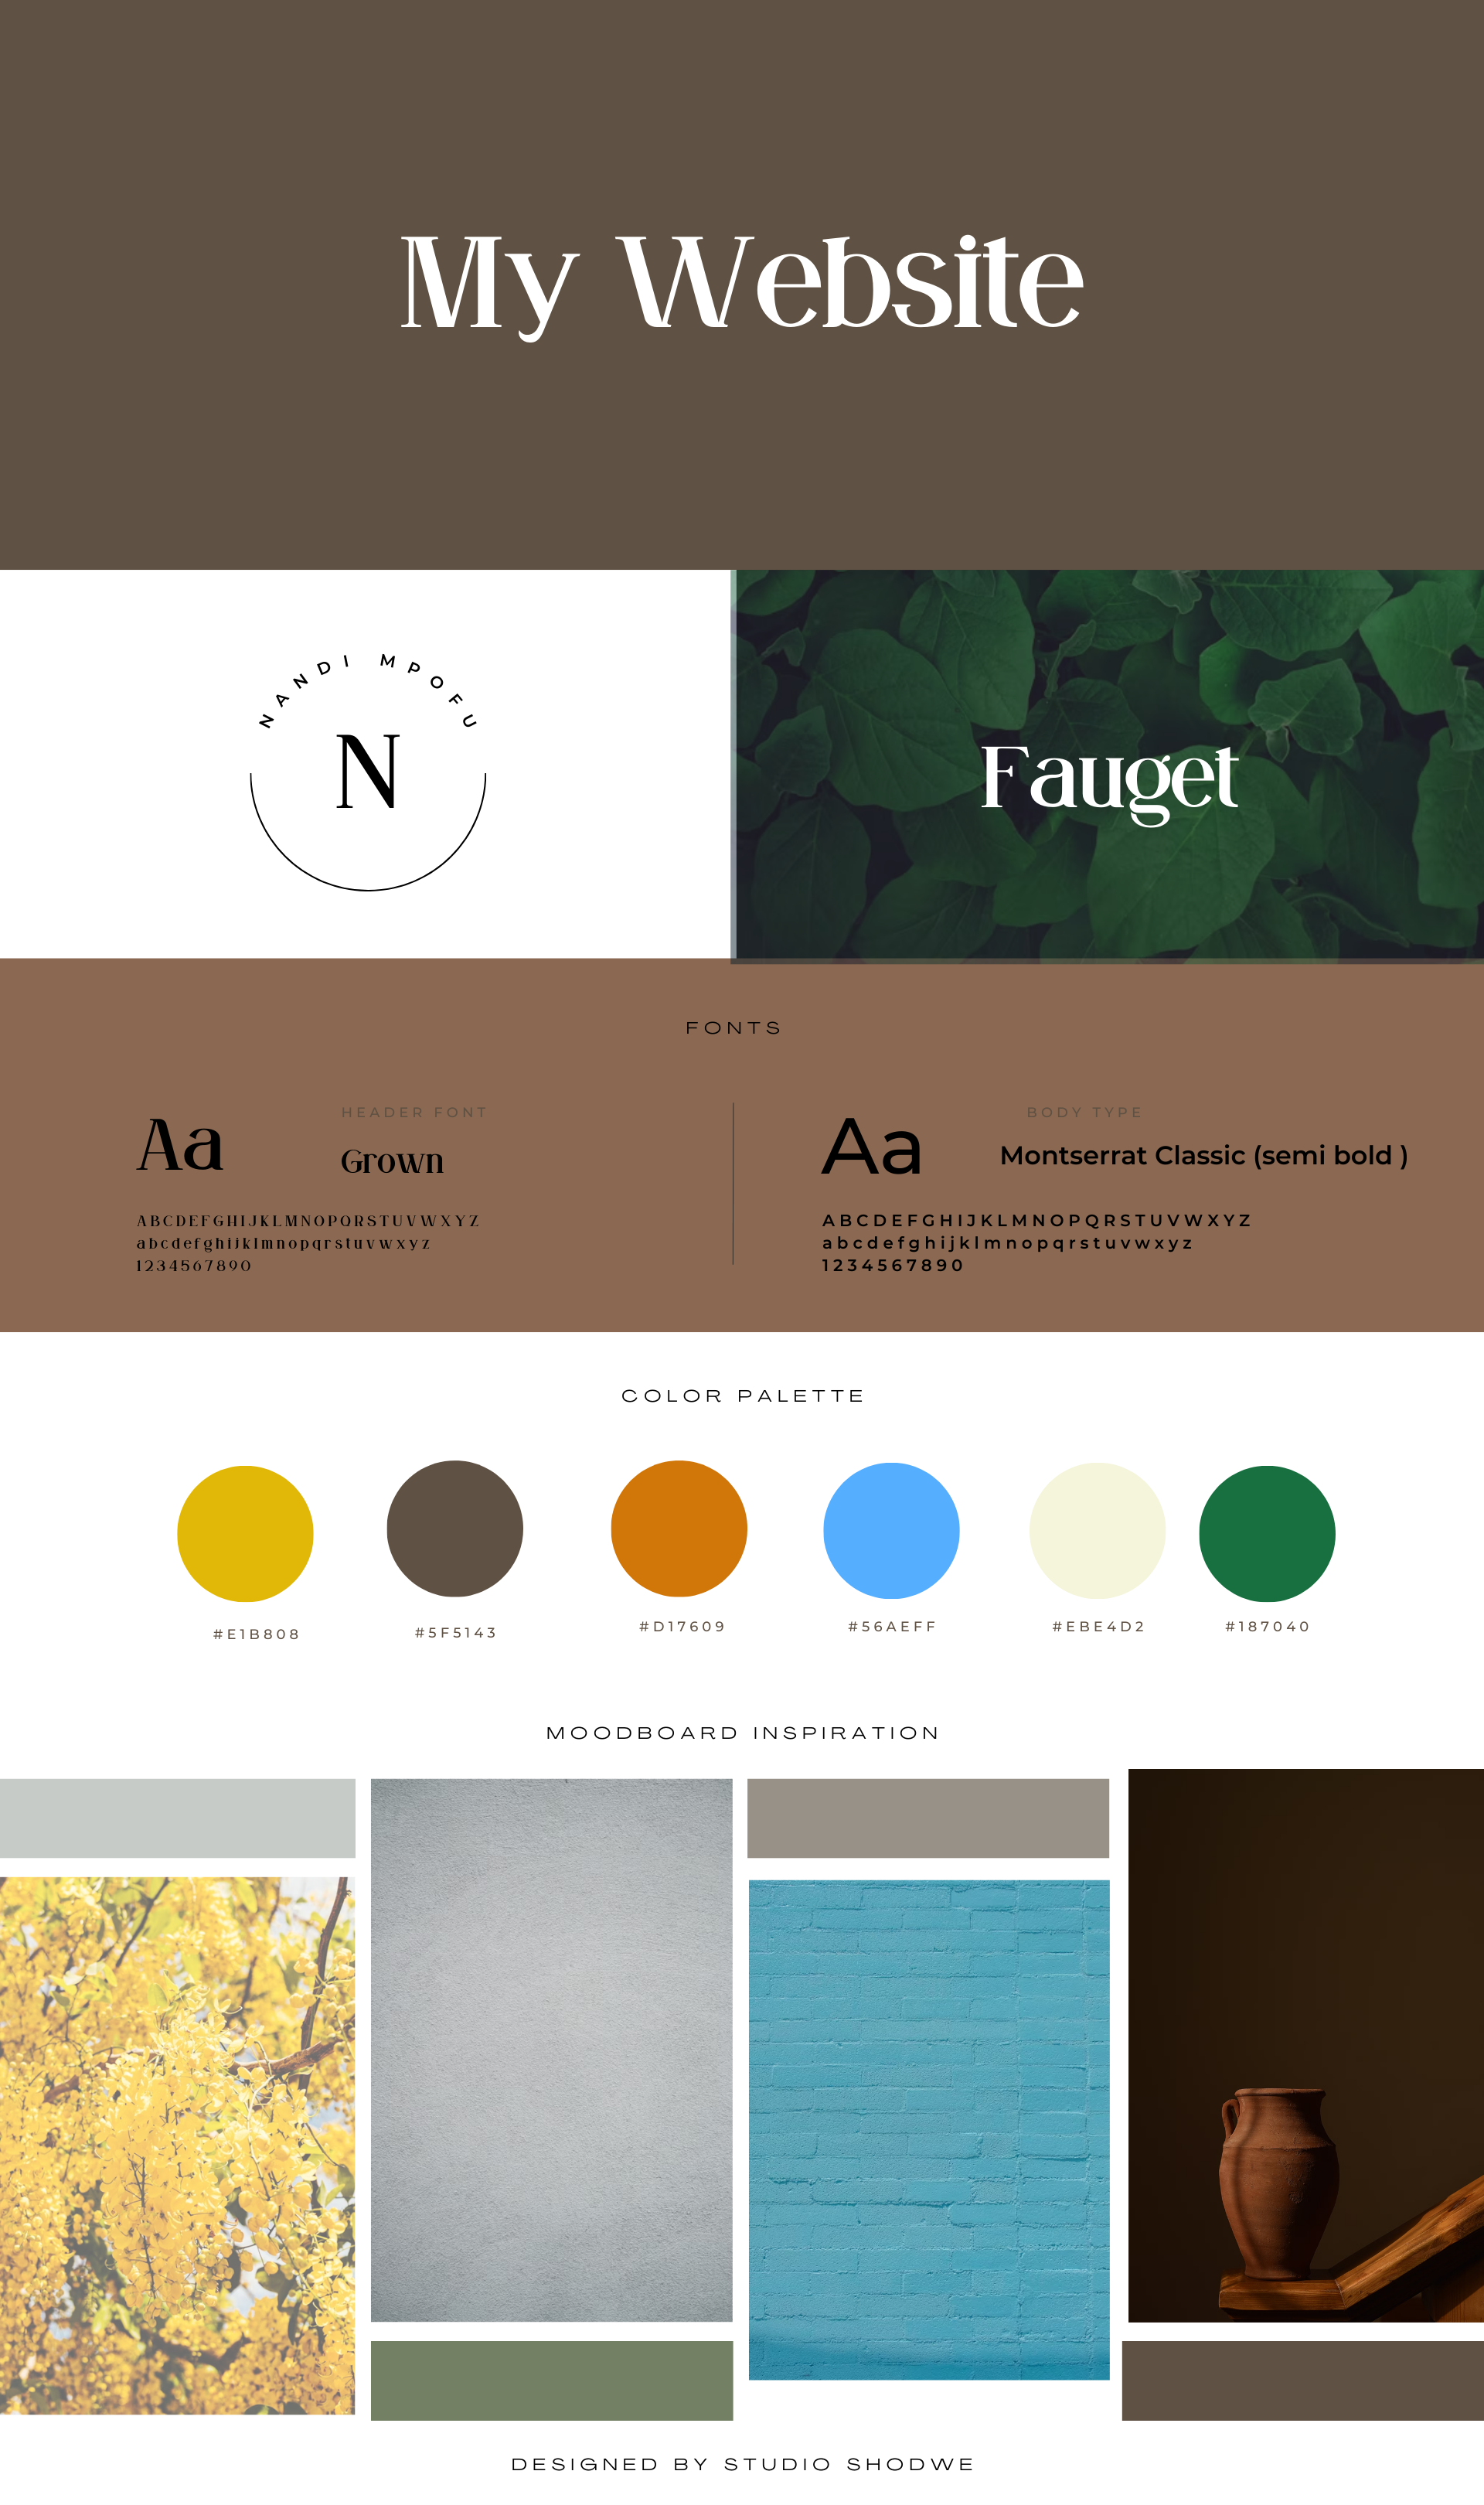 My Website
NANDI MPOFU
N
Fauget
FONTS
Aa
HEADER FONT
Grown
ABCDEFGHIJKLMNOPQRSTUVWXYZ
abcdefghijklmnopqrstuvwxyz
1234567890
Aa
BODY TYPE
Montserrat Classic (semi bold )
ABCDEFGHIJKLMNOPQRSTUVWXYZ
abcdefghijklmnopqrstuvwxyz
1234567890
COLOR PALETTE
#E1B808
#5F5143
#D17609
#56AEFF
#EBE4D2
#187040
MOODBOARD INSPIRATION
DESIGNED BY STUDIO SHODWE